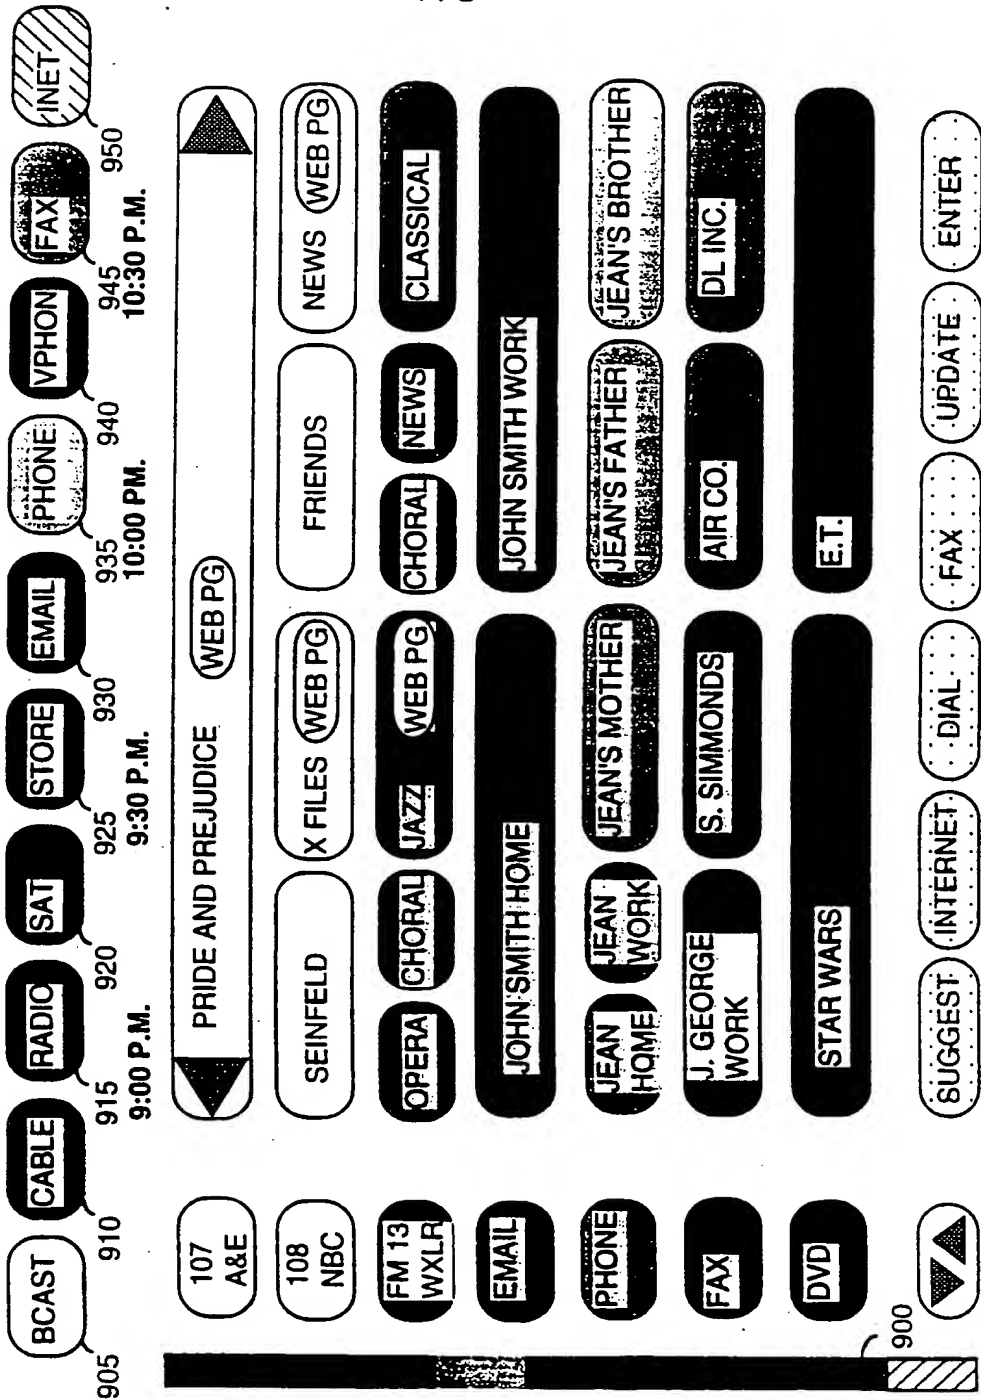 BCAST CABLE RADIO SAT STORE EMAIL PHONE VPHON FAX INET
905 910 915 920 925 930 935 940 945 950
9:00 P.M. 9:30 P.M. 10:00 PM. 10:30 P.M.
107 A&E PRIDE AND PREJUDICE WEB PG
108 NBC SEINFELD X FILES WEB PG FRIENDS NEWS WEB PG
FM 13 WXLR OPERA CHORAL JAZZ WEB PG CHORAL NEWS CLASSICAL
EMAIL JOHN SMITH HOME JOHN SMITH WORK
PHONE JEAN HOME JEAN WORK JEAN'S MOTHER JEAN'S FATHER JEAN'S BROTHER
FAX J. GEORGE WORK S. SIMMONDS AIR CO. DL INC.
DVD STAR WARS E.T.
900
SUGGEST INTERNET DIAL FAX UPDATE ENTER